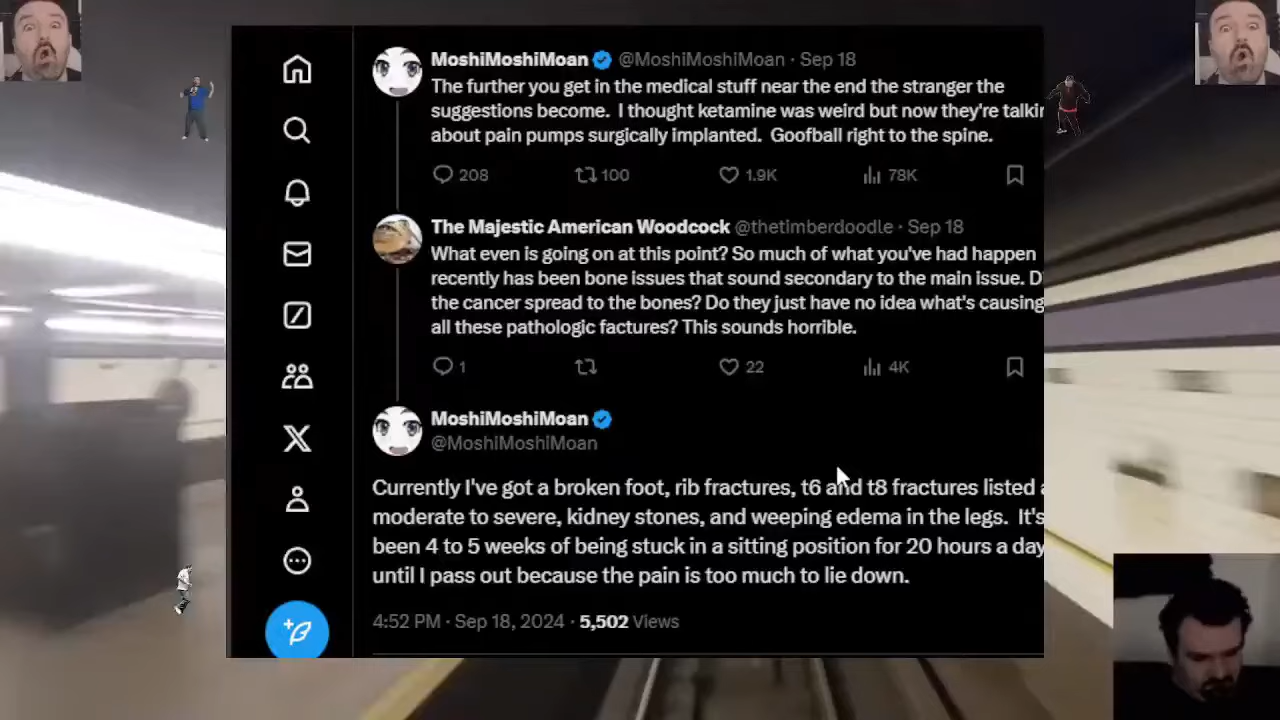 MoshiMoshiMoan @MoshiMoshiMoan · Sep 18
The further you get in the medical stuff near the end the stranger the
suggestions become. I thought ketamine was weird but now they're
about pain pumps surgically implanted. Goofball right to the spine.
208 100 1.9K 78K
The Majestic American Woodcock @thetimberdoodle · Sep 18
What even is going on at this point? So much of what you've had happen
recently has been bone issues that sound secondary to the main issue.
the cancer spread to the bones? Do they just have no idea what's causing
all these pathologic factures? This sounds horrible.
1 22 4K
MoshiMoshiMoan
@MoshiMoshiMoan
Currently I've got a broken foot, rib fractures, t6 and t8 fractures listed
moderate to severe, kidney stones, and weeping edema in the legs. It's
been 4 to 5 weeks of being stuck in a sitting position for 20 hours a day
until I pass out because the pain is too much to lie down.
4:52 PM · Sep 18, 2024 · 5,502 Views